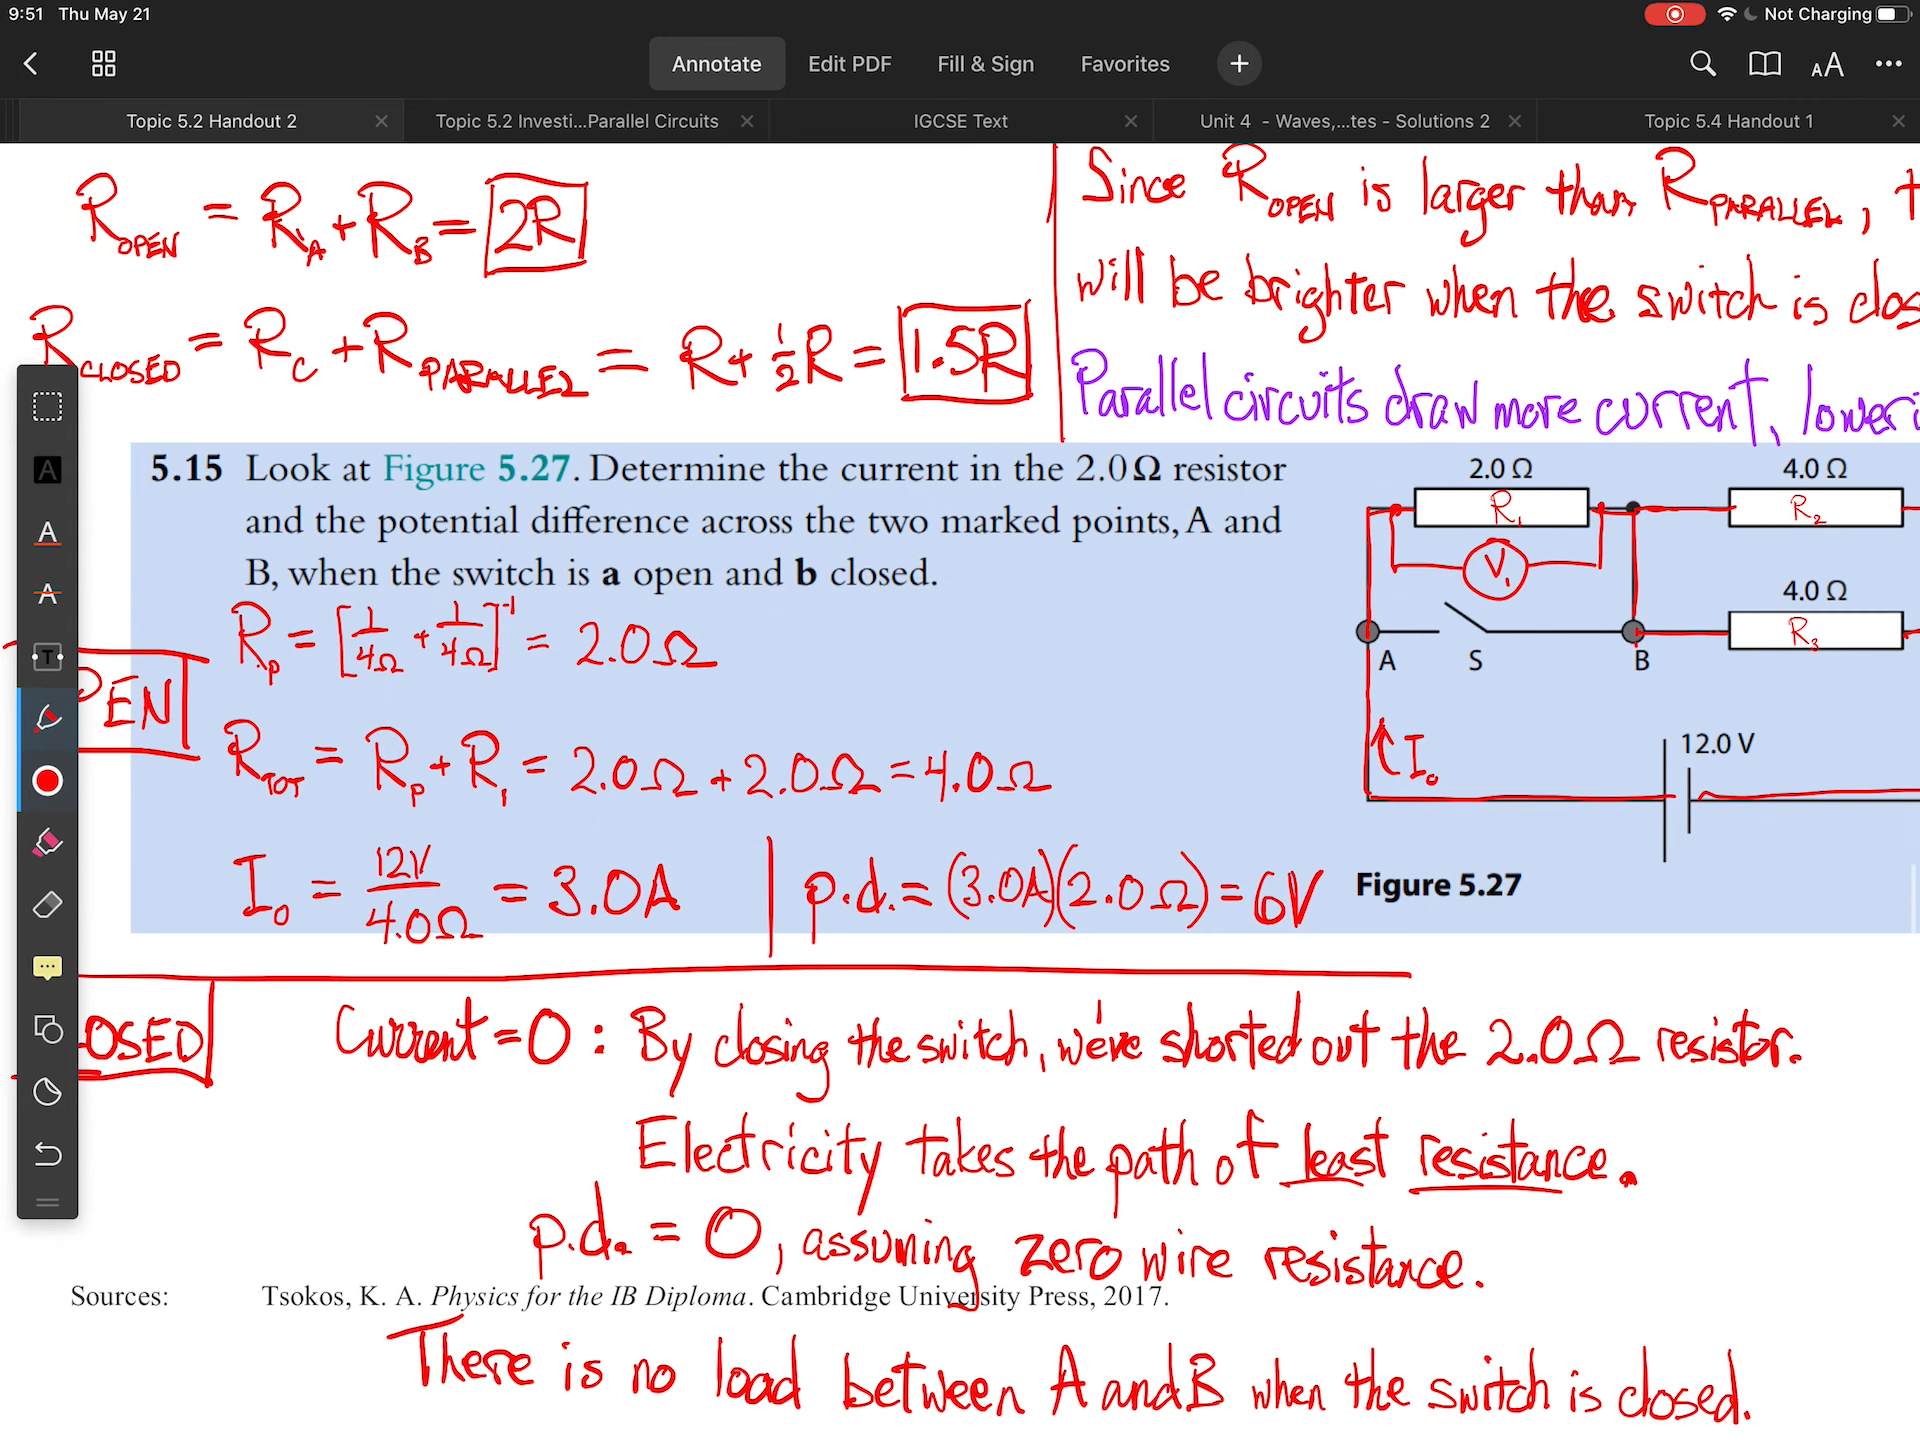 9:51 Thu May 21
Not Charging
Annotate Edit PDF Fill & Sign Favorites +
AA
Topic 5.2 Handout 2 × Topic 5.2 Investi...Parallel Circuits × IGCSE Text × Unit 4 - Waves,...tes - Solutions 2 × Topic 5.4 Handout 1 ×
R_OPEN = R_A + R_B = 2R
R_CLOSED = R_C + R_PARALLEL = R + 1/2 R = 1.5R
Since R_OPEN is larger than R_PARALLEL, t
will be brighter when the switch is clos
Parallel circuits draw more current, loweri
5.15 Look at Figure 5.27. Determine the current in the 2.0 Ω resistor
and the potential difference across the two marked points, A and
B, when the switch is a open and b closed.
2.0 Ω 4.0 Ω
R₁ R₂
V₁
4.0 Ω
R₃
A S B
I₀
12.0 V
Figure 5.27
PEN
R_P = [1/4Ω + 1/4Ω]⁻¹ = 2.0Ω
R_TOT = R_P + R₁ = 2.0Ω + 2.0Ω = 4.0Ω
I₀ = 12V/4.0Ω = 3.0A | p.d. = (3.0A)(2.0Ω) = 6V
LOSED
Current = 0 : By closing the switch, we've shorted out the 2.0Ω resistor.
Electricity takes the path of least resistance.
p.d. = 0, assuming zero wire resistance.
Sources: Tsokos, K. A. Physics for the IB Diploma. Cambridge University Press, 2017.
There is no load between A and B when the switch is closed.